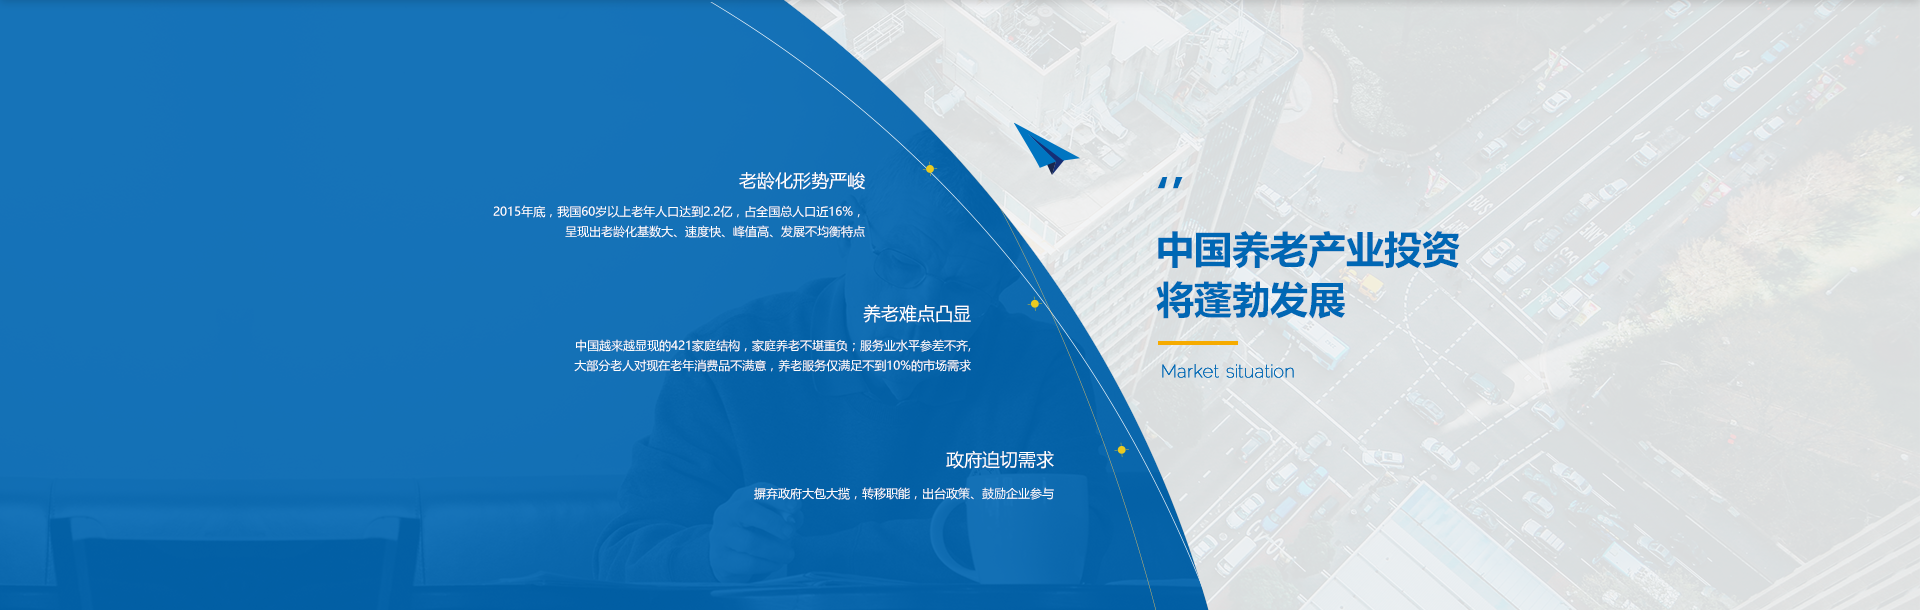 老龄化形势严峻
2015年底，我国60岁以上老年人口达到2.2亿，占全国总人口近16%，
呈现出老龄化基数大、速度快、峰值高、发展不均衡特点
养老难点凸显
中国越来越显现的421家庭结构，家庭养老不堪重负；服务业水平参差不齐,
大部分老人对现在老年消费品不满意，养老服务仅满足不到10%的市场需求
政府迫切需求
摒弃政府大包大揽，转移职能，出台政策、鼓励企业参与
中国养老产业投资
将蓬勃发展
Market situation